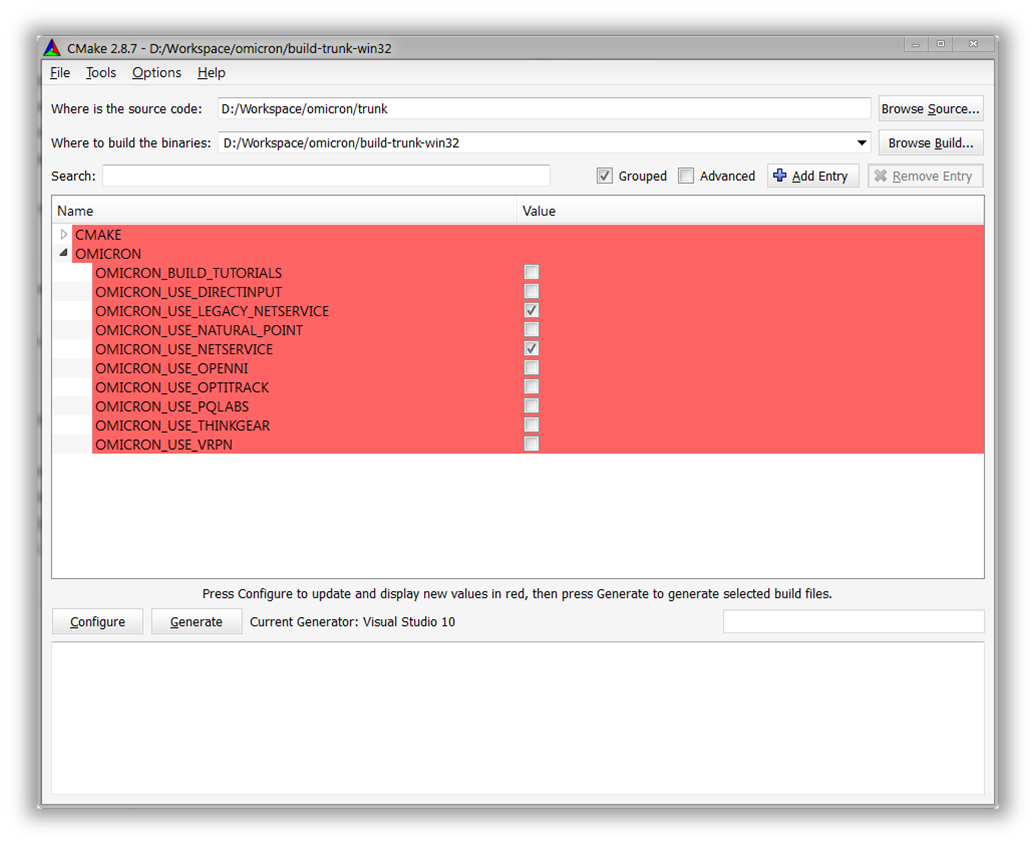 CMake 2.8.7 - D:/Workspace/omicron/build-trunk-win32
File Tools Options Help
Where is the source code: D:/Workspace/omicron/trunk Browse Source...
Where to build the binaries: D:/Workspace/omicron/build-trunk-win32 Browse Build...
Search: Grouped Advanced Add Entry Remove Entry
Name Value
CMAKE
OMICRON
OMICRON_BUILD_TUTORIALS
OMICRON_USE_DIRECTINPUT
OMICRON_USE_LEGACY_NETSERVICE
OMICRON_USE_NATURAL_POINT
OMICRON_USE_NETSERVICE
OMICRON_USE_OPENNI
OMICRON_USE_OPTITRACK
OMICRON_USE_PQLABS
OMICRON_USE_THINKGEAR
OMICRON_USE_VRPN
Press Configure to update and display new values in red, then press Generate to generate selected build files.
Configure Generate Current Generator: Visual Studio 10